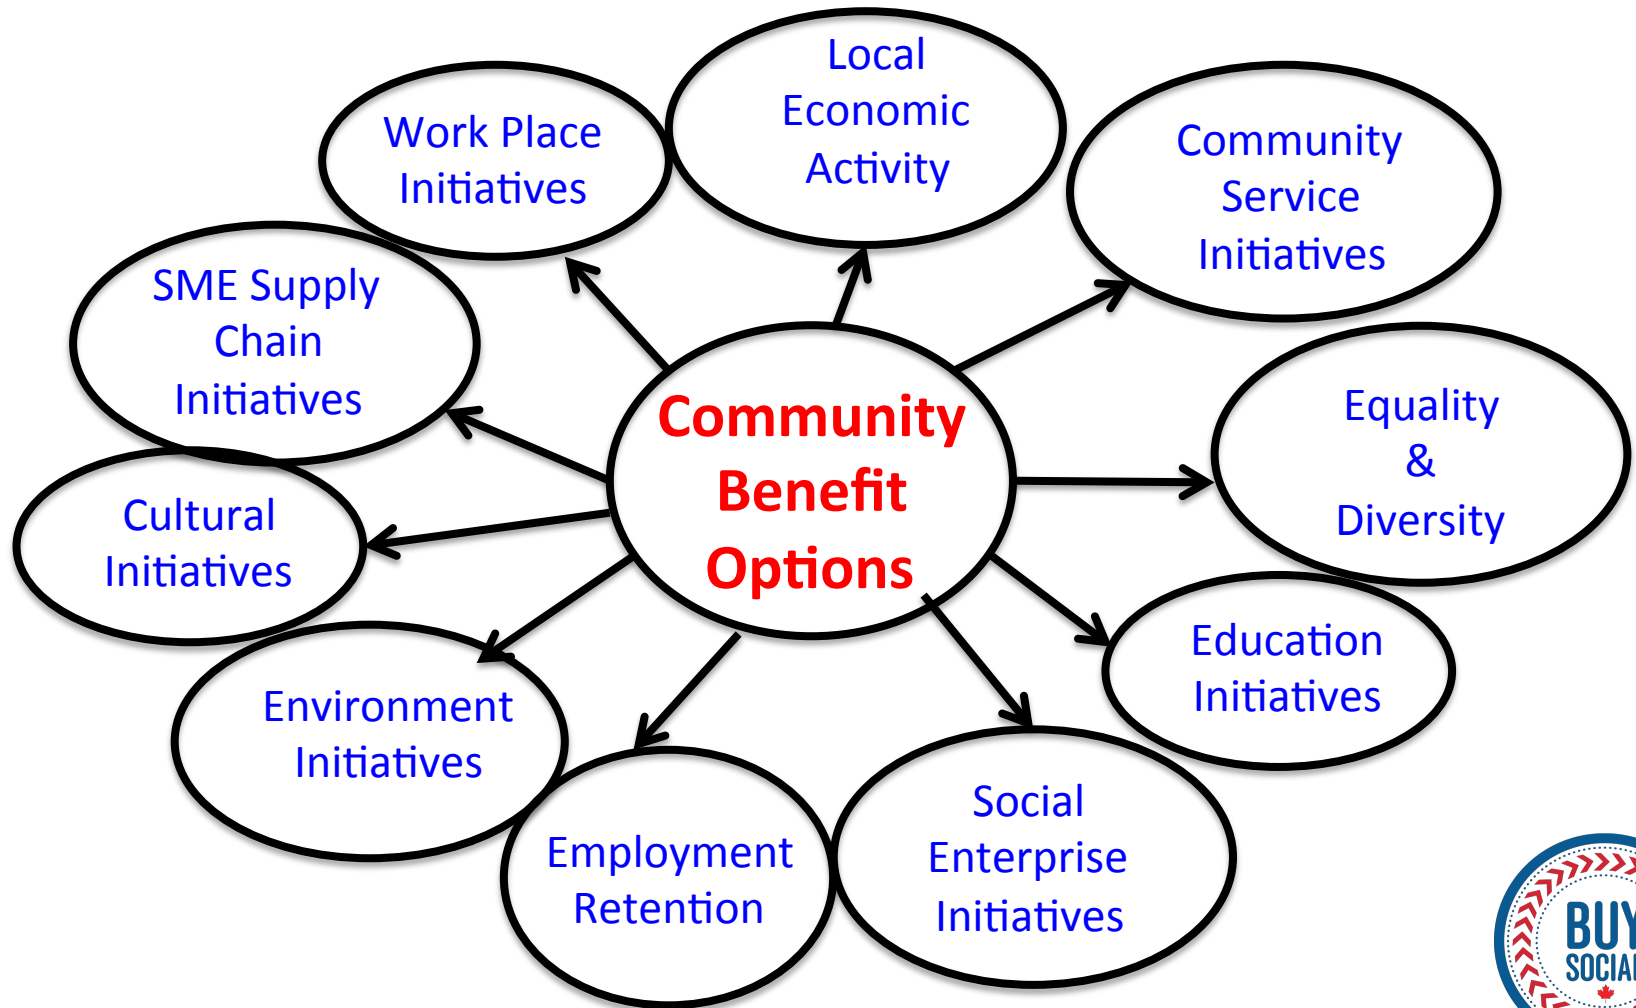 Local
Economic
Activity
Work Place
Initiatives
Community
Service
Initiatives
SME Supply
Chain
Initiatives
Equality
&
Diversity
Community
Benefit
Options
Cultural
Initiatives
Education
Initiatives
Environment
Initiatives
Social
Enterprise
Initiatives
Employment
Retention
BUY
SOCIAL